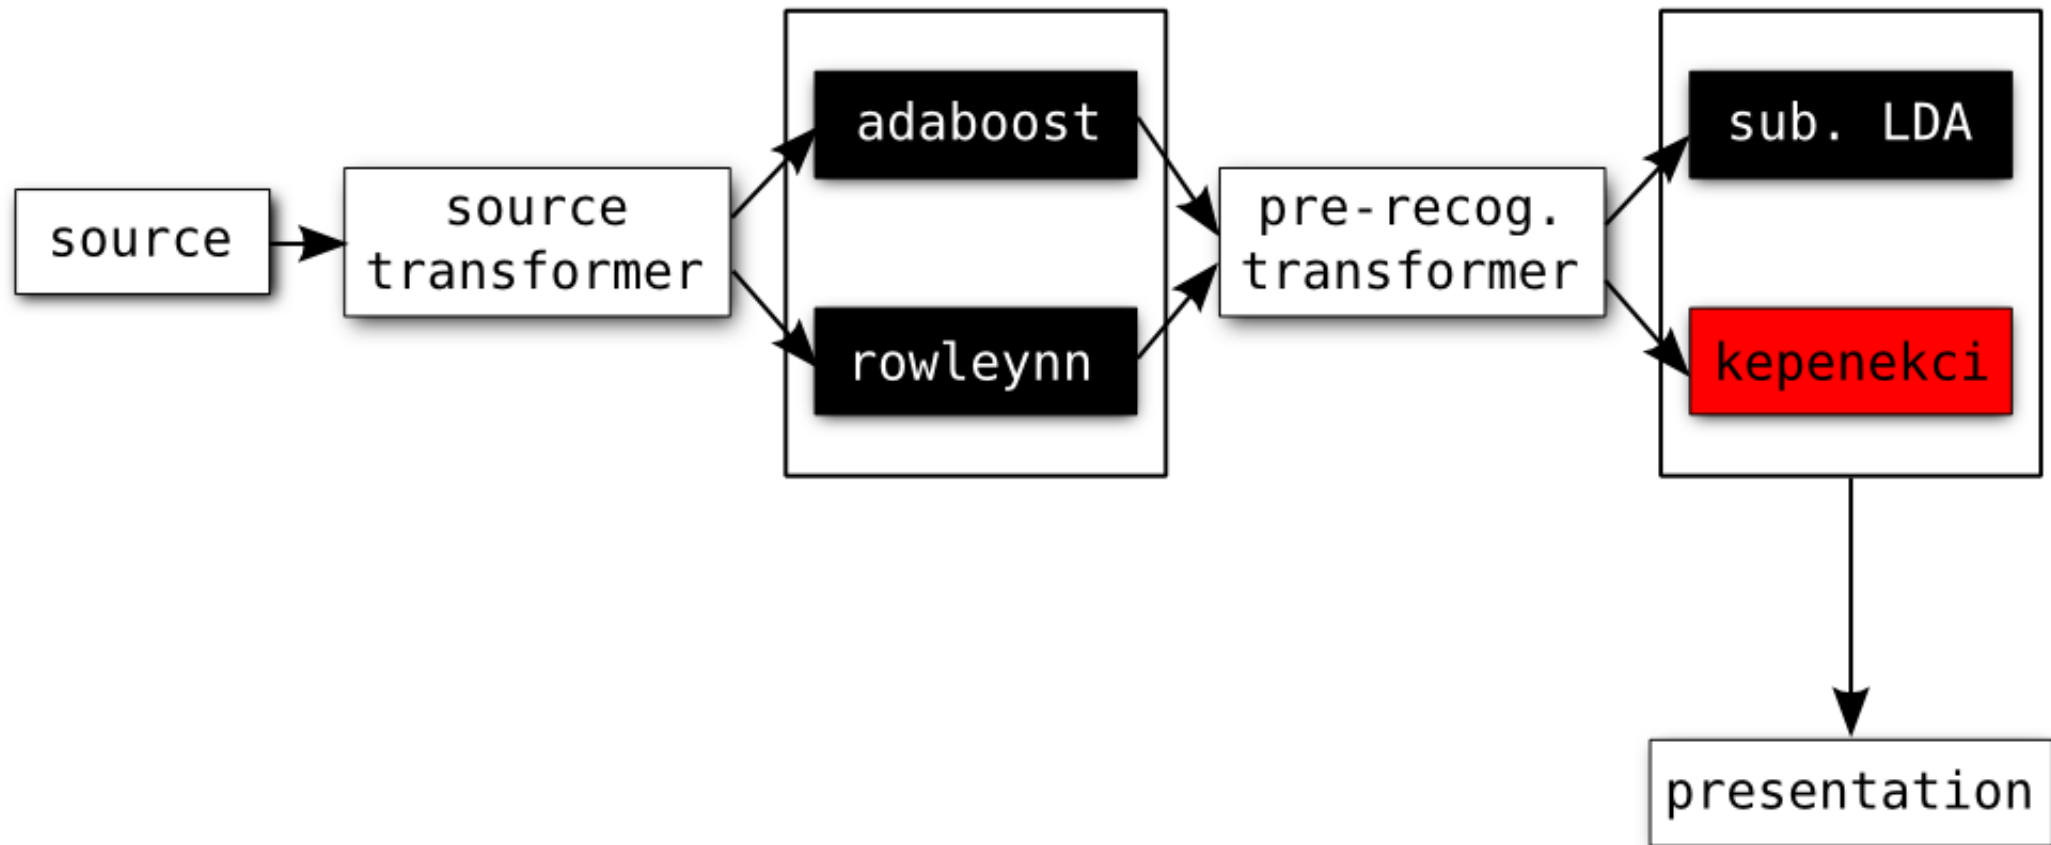 source
source
transformer
adaboost
rowleynn
pre-recog.
transformer
sub. LDA
kepenekci
presentation